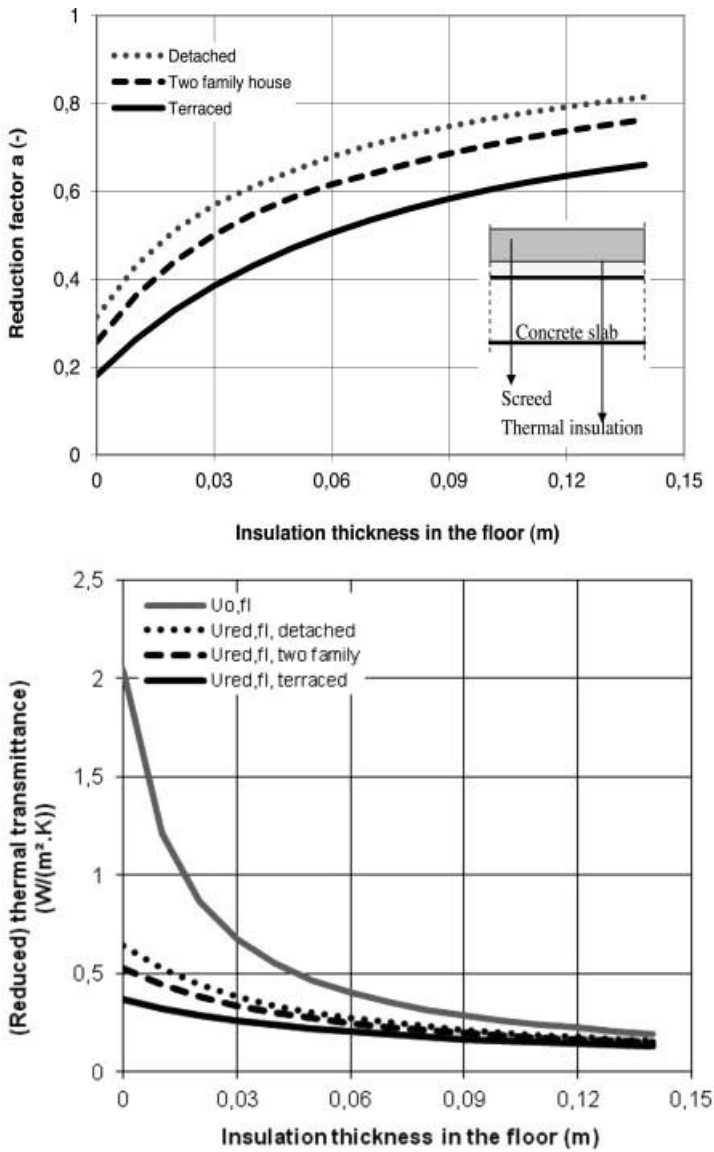 1
Detached
Two family house
Terraced
0,8
0,6
0,4
0,2
0
Reduction factor a (-)
Concrete slab
Screed
Thermal insulation
0 0,03 0,06 0,09 0,12 0,15
Insulation thickness in the floor (m)
2,5
Uo,fl
Ured,fl, detached
Ured,fl, two family
Ured,fl, terraced
2
1,5
1
0,5
0
(Reduced) thermal transmittance
(W/(m².K))
0 0,03 0,06 0,09 0,12 0,15
Insulation thickness in the floor (m)